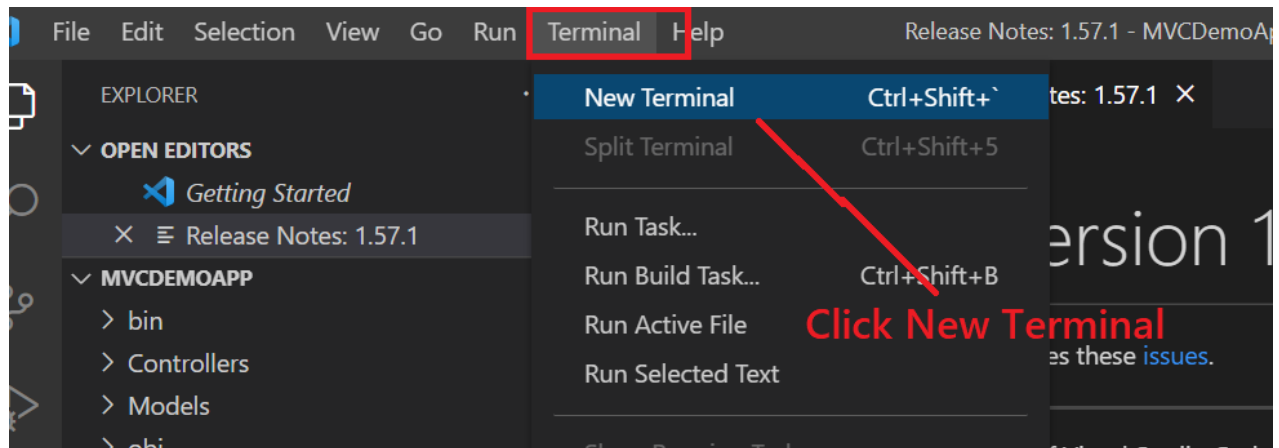 File Edit Selection View Go Run Terminal Help Release Notes: 1.57.1 - MVCDemoAp
EXPLORER
New Terminal Ctrl+Shift+`
tes: 1.57.1
OPEN EDITORS
Split Terminal Ctrl+Shift+5
Getting Started
Release Notes: 1.57.1
Run Task...
ersion 1
MVCDEMOAPP
Run Build Task... Ctrl+Shift+B
bin
Run Active File
Click New Terminal
Controllers
es these issues.
Run Selected Text
Models
obj